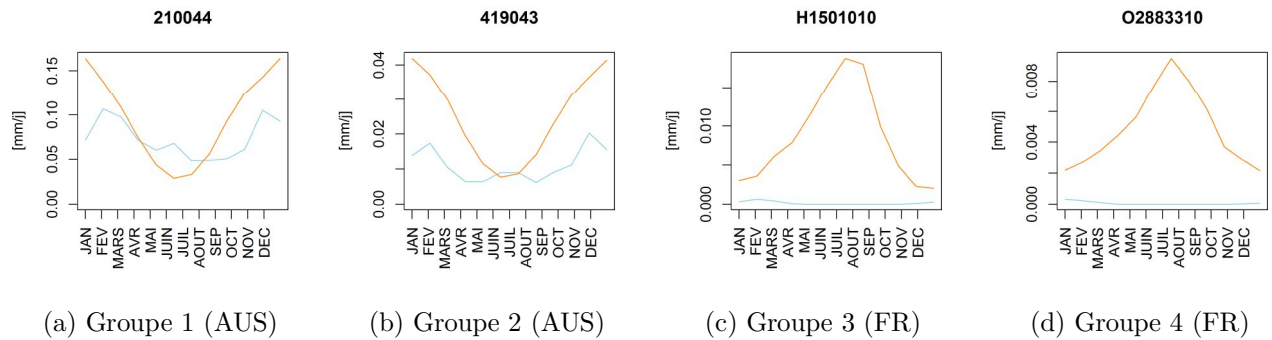 210044
419043
H1501010
O2883310
[mm/j]
0.00
0.05
0.10
0.15
JAN
FEV
MARS
AVR
MAI
JUIN
JUIL
AOUT
SEP
OCT
NOV
DEC
[mm/j]
0.00
0.02
0.04
JAN
FEV
MARS
AVR
MAI
JUIN
JUIL
AOUT
SEP
OCT
NOV
DEC
[mm/j]
0.000
0.010
JAN
FEV
MARS
AVR
MAI
JUIN
JUIL
AOUT
SEP
OCT
NOV
DEC
[mm/j]
0.000
0.004
0.008
JAN
FEV
MARS
AVR
MAI
JUIN
JUIL
AOUT
SEP
OCT
NOV
DEC
(a) Groupe 1 (AUS)
(b) Groupe 2 (AUS)
(c) Groupe 3 (FR)
(d) Groupe 4 (FR)